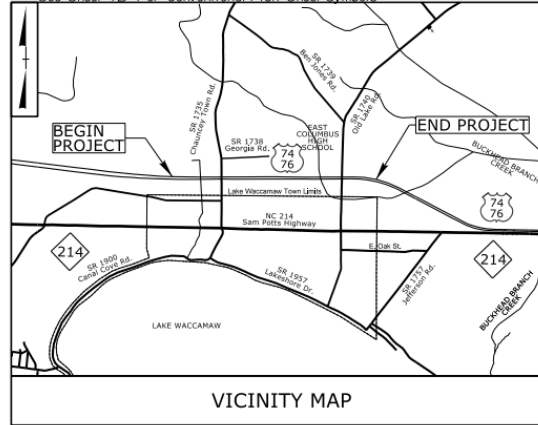 SR 1739
Ben Jones Rd.
SR 1740
Old Lake Rd.
SR 1735
Chauncey Town Rd.
BEGIN
PROJECT
END PROJECT
EAST
COLUMBUS
HIGH
SCHOOL
SR 1738
Georgia Rd.
74
76
BUCKHEAD BRANCH
CREEK
Lake Waccamaw Town Limits
74
76
NC 214
Sam Potts Highway
214
E. Oak St.
214
SR 1900
Canal Cove Rd.
SR 1957
Lakeshore Dr.
SR 1757
Jefferson Rd.
BUCKHEAD BRANCH
CREEK
LAKE WACCAMAW
VICINITY MAP